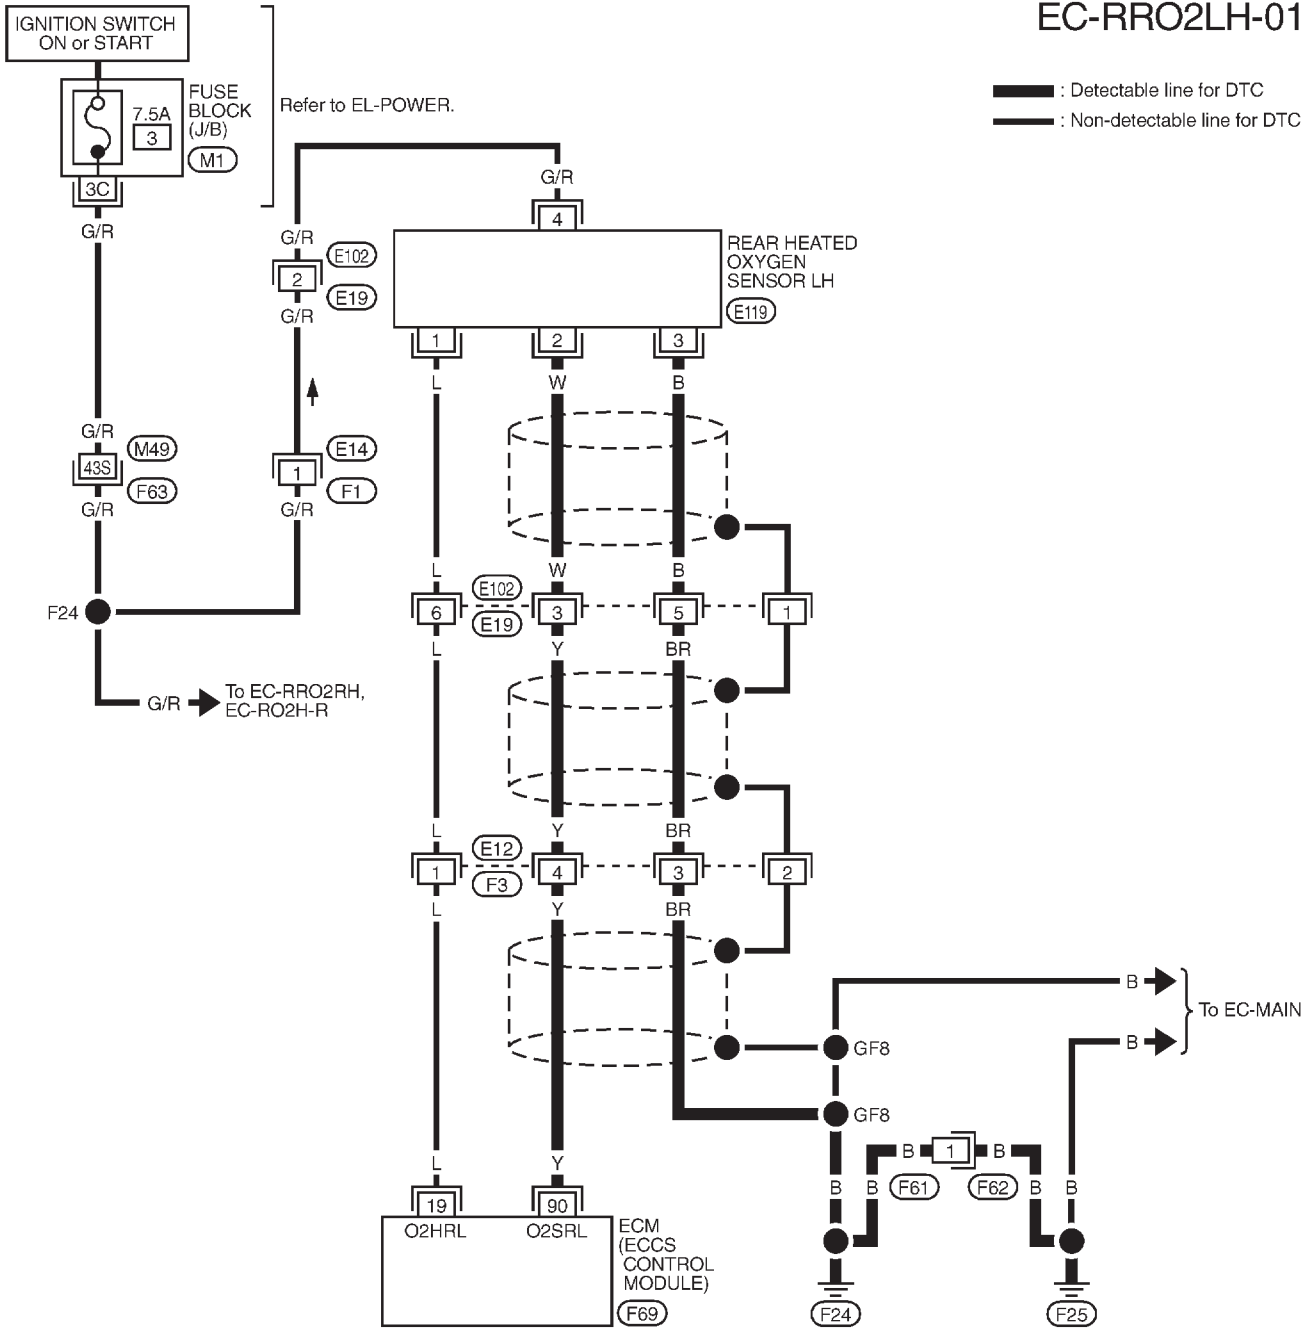 EC-RRO2LH-01
IGNITION SWITCH
ON or START
FUSE
BLOCK
(J/B)
7.5A
3
M1
3C
Refer to EL-POWER.
: Detectable line for DTC
: Non-detectable line for DTC
G/R
G/R
4
G/R
2
E102
E19
G/R
REAR HEATED
OXYGEN
SENSOR LH
E119
1
2
3
L
W
B
G/R
43S
M49
F63
G/R
1
E14
F1
G/R
L
W
B
E102
E19
6
3
5
1
F24
L
Y
BR
G/R
To EC-RRO2RH,
EC-RO2H-R
L
Y
BR
E12
F3
1
4
3
2
L
Y
BR
B
To EC-MAIN
B
GF8
GF8
L
Y
B
1
B
B
B
F61
F62
B
B
19
90
O2HRL
O2SRL
ECM
(ECCS
CONTROL
MODULE)
F69
F24
F25